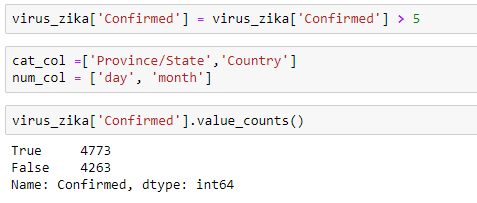 virus_zika['Confirmed'] = virus_zika['Confirmed'] > 5
cat_col =['Province/State','Country']
num_col = ['day', 'month']
virus_zika['Confirmed'].value_counts()
True     4773
False    4263
Name: Confirmed, dtype: int64